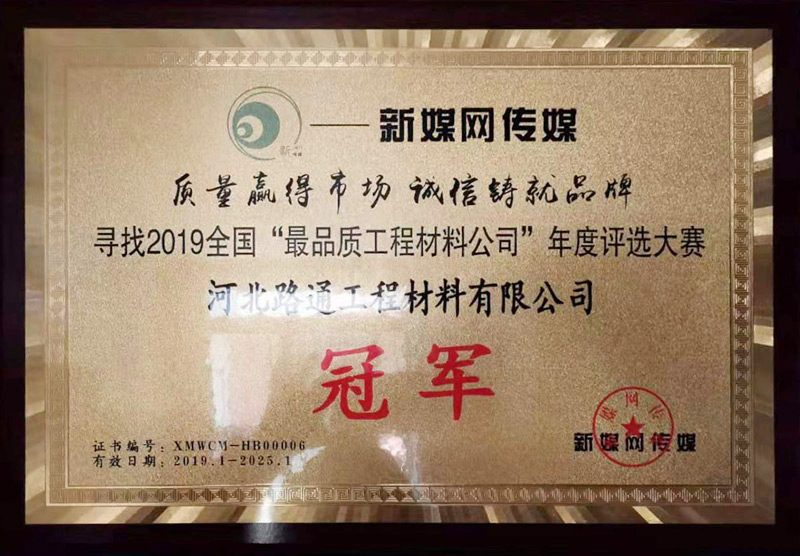 新媒网传媒
质量赢得市场 诚信铸就品牌
寻找2019全国“最品质工程材料公司”年度评选大赛
河北路通工程材料有限公司
冠军
证书编号：XMWCM-HB00006
有效日期：2019.1-2025.1
新媒网传媒
媒网传